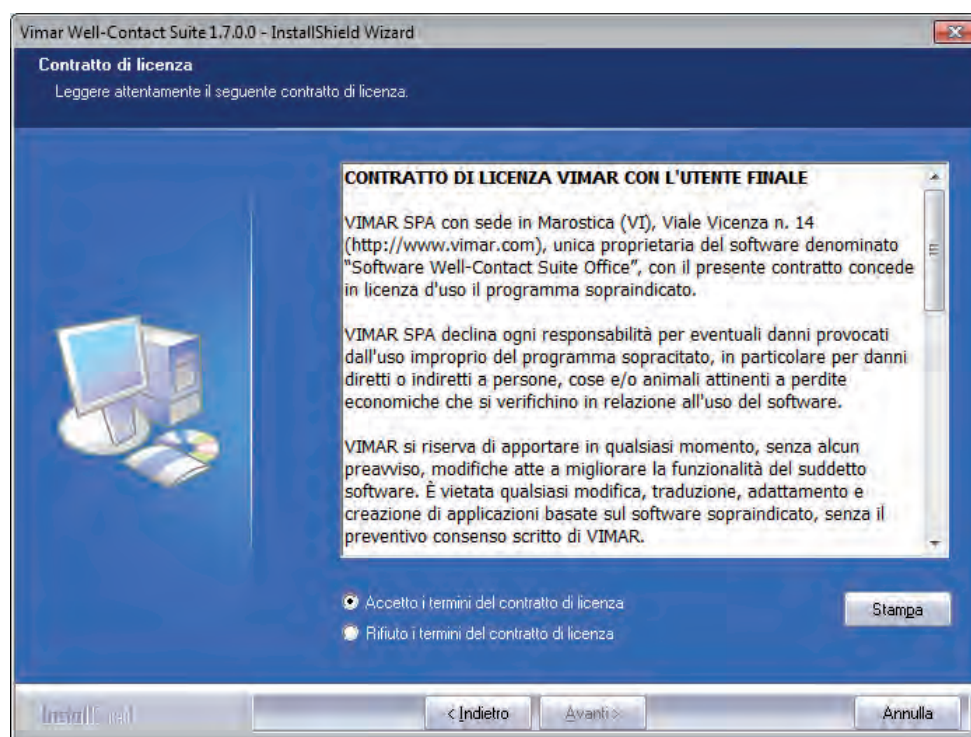 Vimar Well-Contact Suite 1.7.0.0 - InstallShield Wizard
Contratto di licenza
Leggere attentamente il seguente contratto di licenza.
CONTRATTO DI LICENZA VIMAR CON L'UTENTE FINALE
VIMAR SPA con sede in Marostica (VI), Viale Vicenza n. 14
(http://www.vimar.com), unica proprietaria del software denominato
"Software Well-Contact Suite Office", con il presente contratto concede
in licenza d'uso il programma sopraindicato.
VIMAR SPA declina ogni responsabilità per eventuali danni provocati
dall'uso improprio del programma sopracitato, in particolare per danni
diretti o indiretti a persone, cose e/o animali attinenti a perdite
economiche che si verifichino in relazione all'uso del software.
VIMAR si riserva di apportare in qualsiasi momento, senza alcun
preavviso, modifiche atte a migliorare la funzionalità del suddetto
software. È vietata qualsiasi modifica, traduzione, adattamento e
creazione di applicazioni basate sul software sopraindicato, senza il
preventivo consenso scritto di VIMAR.
Accetto i termini del contratto di licenza
Rifiuto i termini del contratto di licenza
Stampa
InstallShield
< Indietro
Avanti >
Annulla